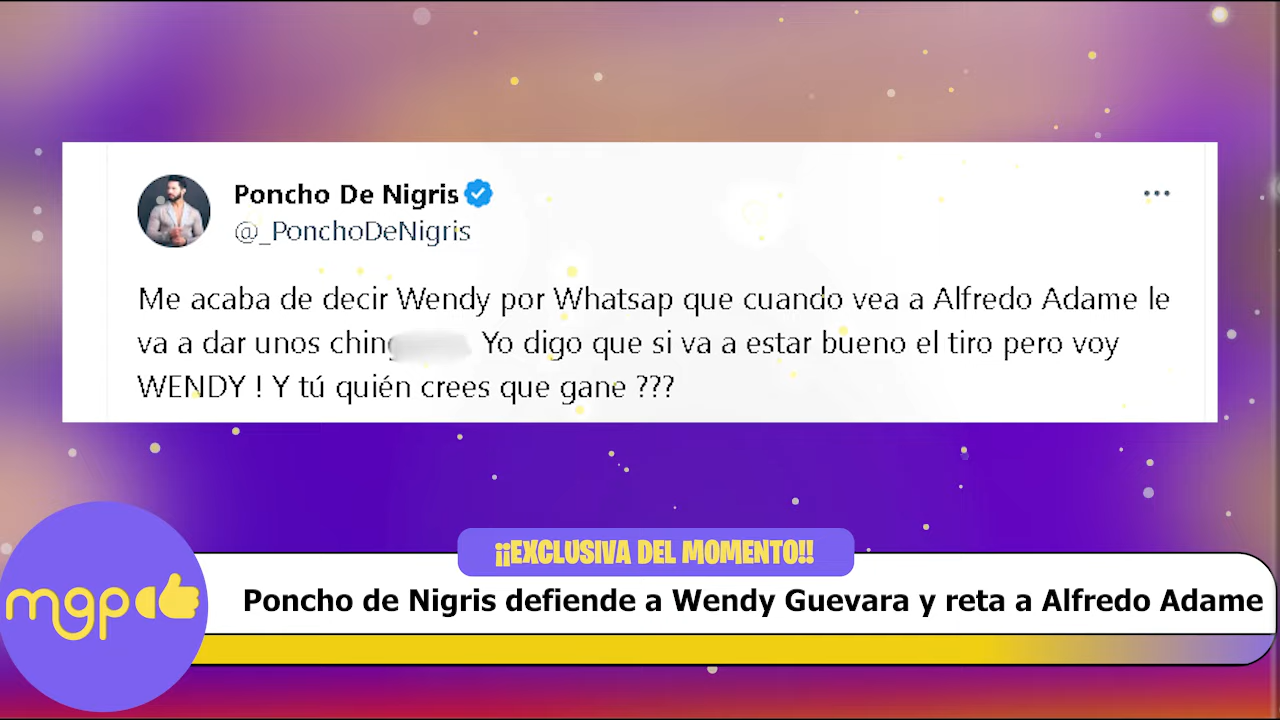 Poncho De Nigris
@_PonchoDeNigris
Me acaba de decir Wendy por Whatsap que cuando vea a Alfredo Adame le
va a dar unos ching Yo digo que si va a estar bueno el tiro pero voy
WENDY ! Y tú quién crees que gane ???
¡¡EXCLUSIVA DEL MOMENTO!!
mgp
Poncho de Nigris defiende a Wendy Guevara y reta a Alfredo Adame